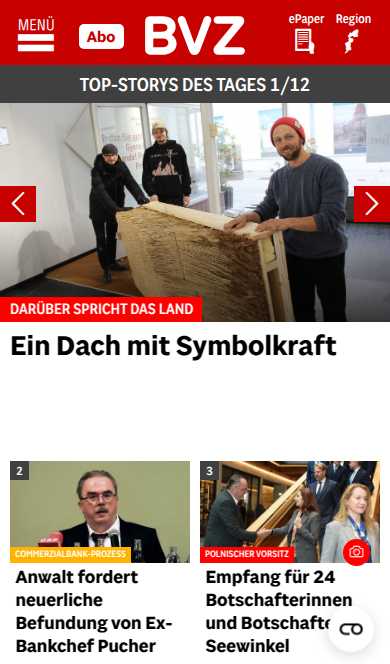 MENÜ
Abo
BVZ
ePaper
Region
TOP-STORYS DES TAGES 1/12
DARÜBER SPRICHT DAS LAND
Ein Dach mit Symbolkraft
2
COMMERZIALBANK-PROZESS
Anwalt fordert
neuerliche
Befundung von Ex-
Bankchef Pucher
3
POLNISCHER VORSITZ
Empfang für 24
Botschafterinnen
und Botschafte
Seewinkel